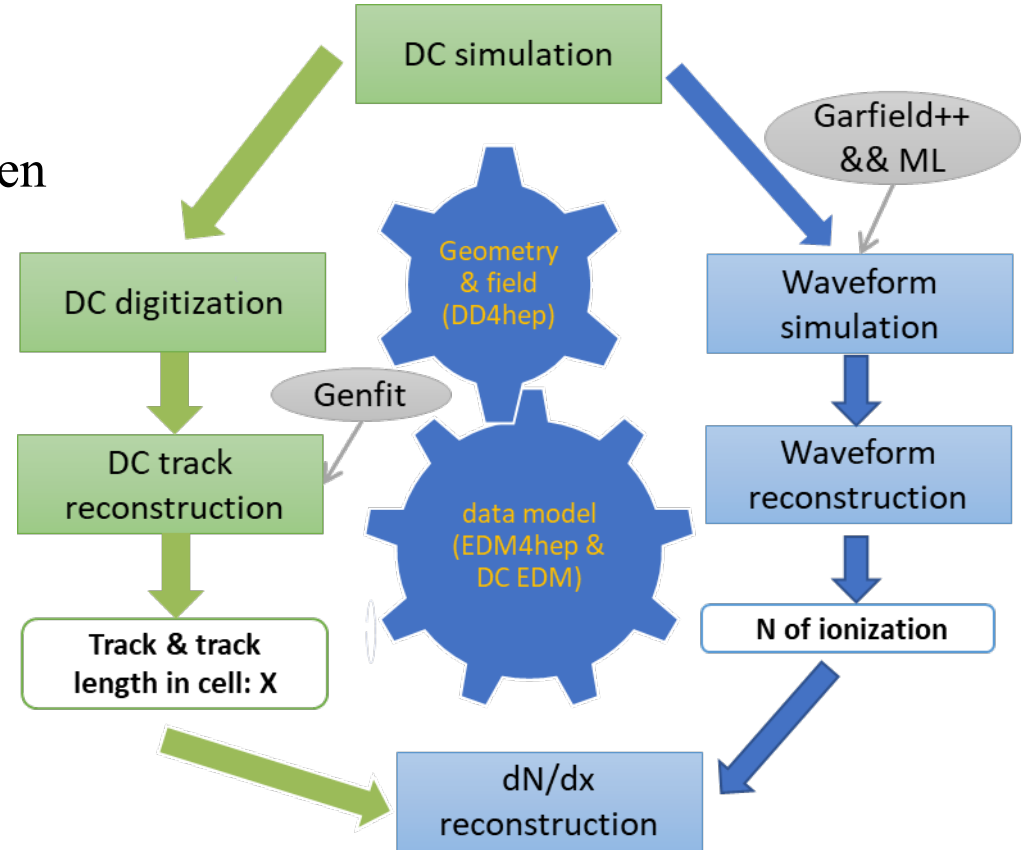 DC simulation
Garfield++
&& ML
en
Geometry
& field
(DD4hep)
DC digitization
Waveform
simulation
Genfit
DC track
reconstruction
Waveform
reconstruction
data model
(EDM4hep &
DC EDM)
Track & track
length in cell: X
N of ionization
dN/dx
reconstruction